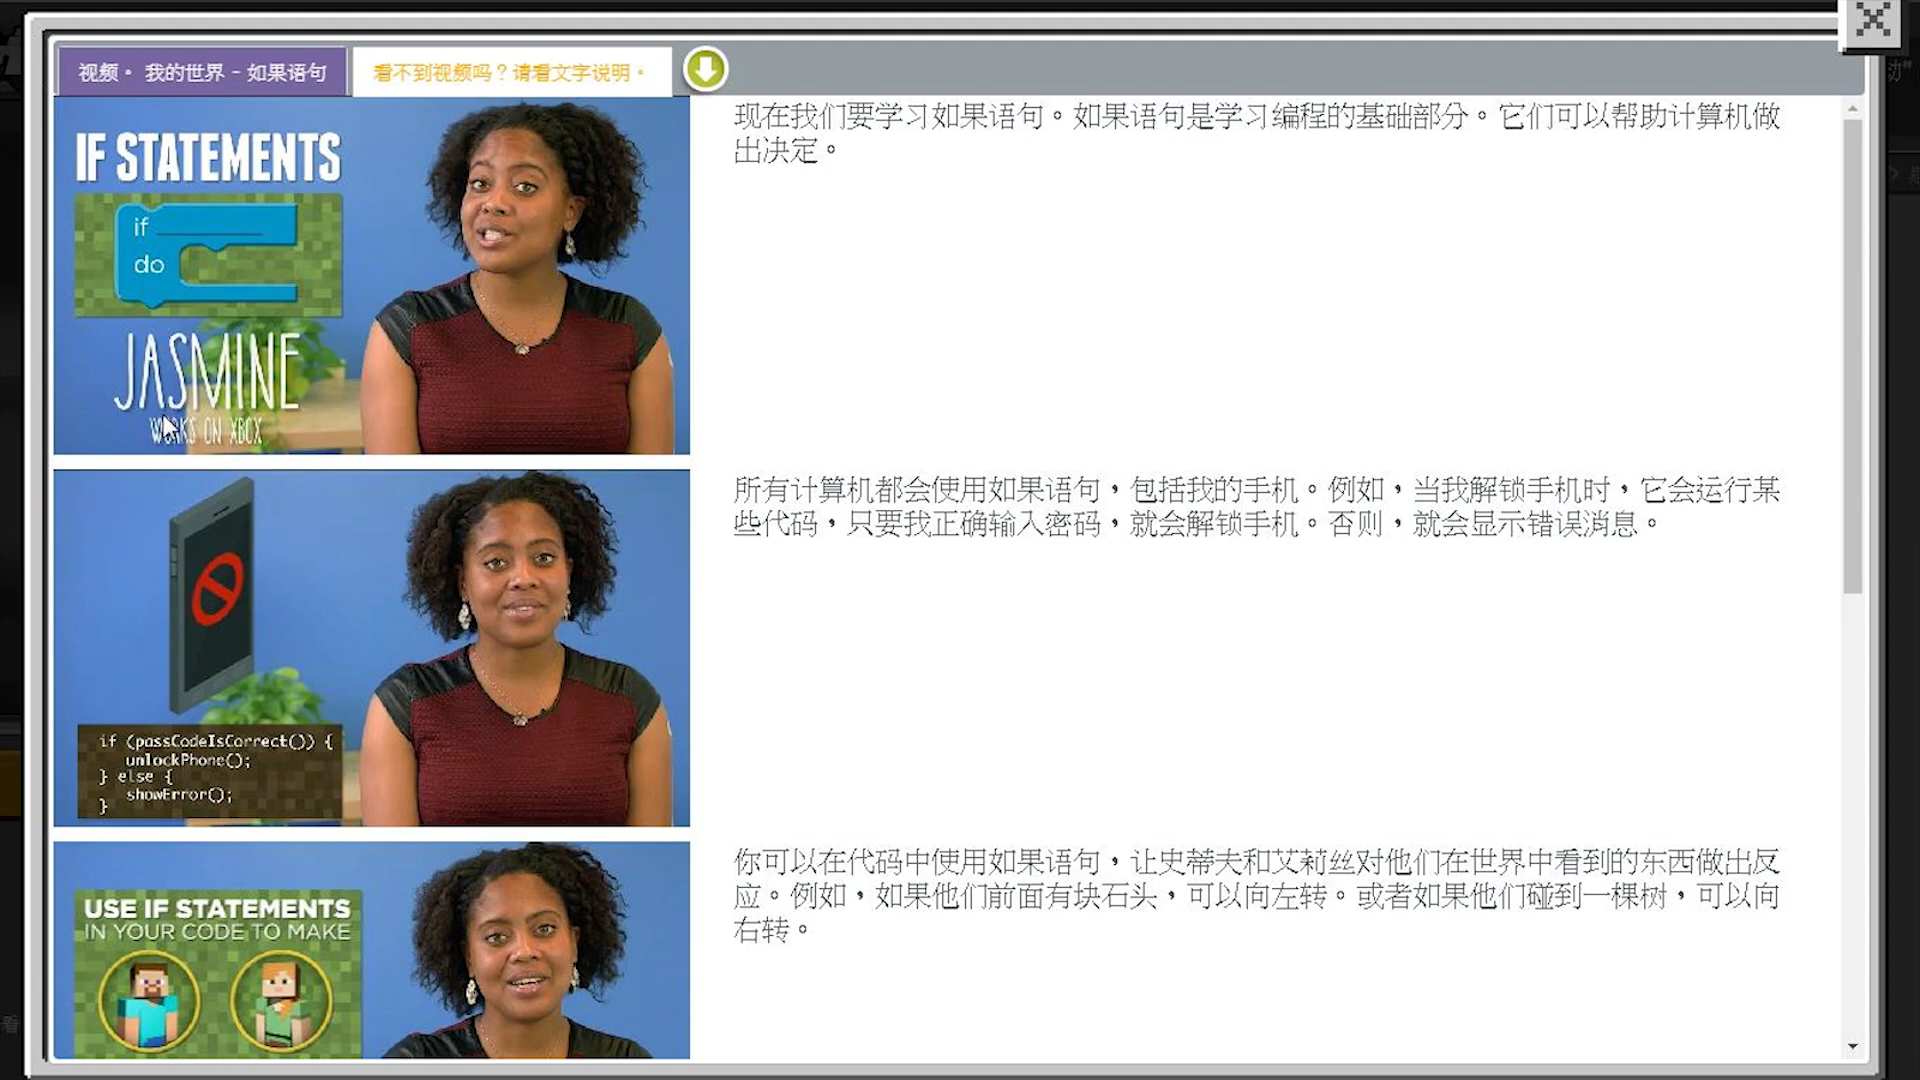 视频。 我的世界 - 如果语句
看不到视频吗？请看文字说明。
IF STATEMENTS
if
do
JASMINE
WORKS ON XBOX
现在我们要学习如果语句。如果语句是学习编程的基础部分。它们可以帮助计算机做
出决定。
if (passCodeIsCorrect()) {
unlockPhone();
} else {
showError();
}
所有计算机都会使用如果语句，包括我的手机。例如，当我解锁手机时，它会运行某
些代码，只要我正确输入密码，就会解锁手机。否则，就会显示错误消息。
USE IF STATEMENTS
IN YOUR CODE TO MAKE
你可以在代码中使用如果语句，让史蒂夫和艾莉丝对他们在世界中看到的东西做出反
应。例如，如果他们前面有块石头，可以向左转。或者如果他们碰到一棵树，可以向
右转。